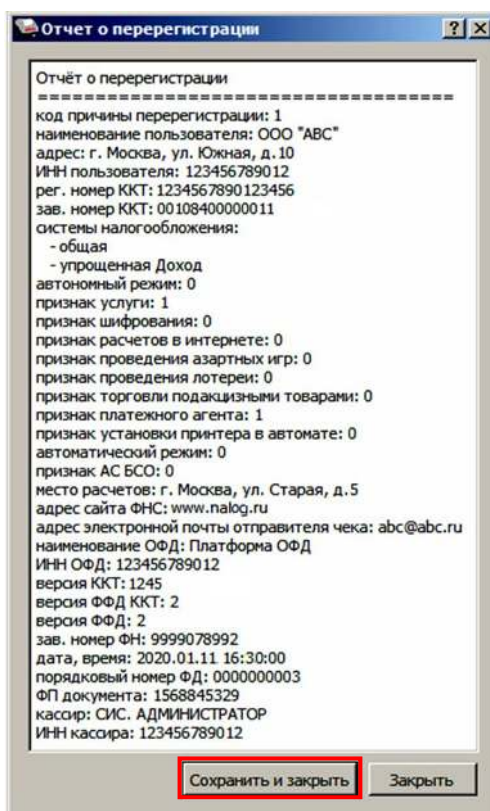 Отчет о перерегистрации
Отчёт о перерегистрации
====================================
код причины перерегистрации: 1
наименование пользователя: ООО "АВС"
адрес: г. Москва, ул. Южная, д.10
ИНН пользователя: 123456789012
рег. номер ККТ: 1234567890123456
зав. номер ККТ: 00108400000011
системы налогообложения:
- общая
- упрощенная Доход
автономный режим: 0
признак услуги: 1
признак шифрования: 0
признак расчетов в интернете: 0
признак проведения азартных игр: 0
признак проведения лотереи: 0
признак торговли подакцизными товарами: 0
признак платежного агента: 1
признак установки принтера в автомате: 0
автоматический режим: 0
признак АС БСО: 0
место расчетов: г. Москва, ул. Старая, д.5
адрес сайта ФНС: www.nalog.ru
адрес электронной почты отправителя чека: abc@abc.ru
наименование ОФД: Платформа ОФД
ИНН ОФД: 123456789012
версия ККТ: 1245
версия ФФД ККТ: 2
версия ФФД: 2
зав. номер ФН: 9999078992
дата, время: 2020.01.11 16:30:00
порядковый номер ФД: 0000000003
ФП документа: 1568845329
кассир: СИС. АДМИНИСТРАТОР
ИНН кассира: 123456789012
Сохранить и закрыть
Закрыть